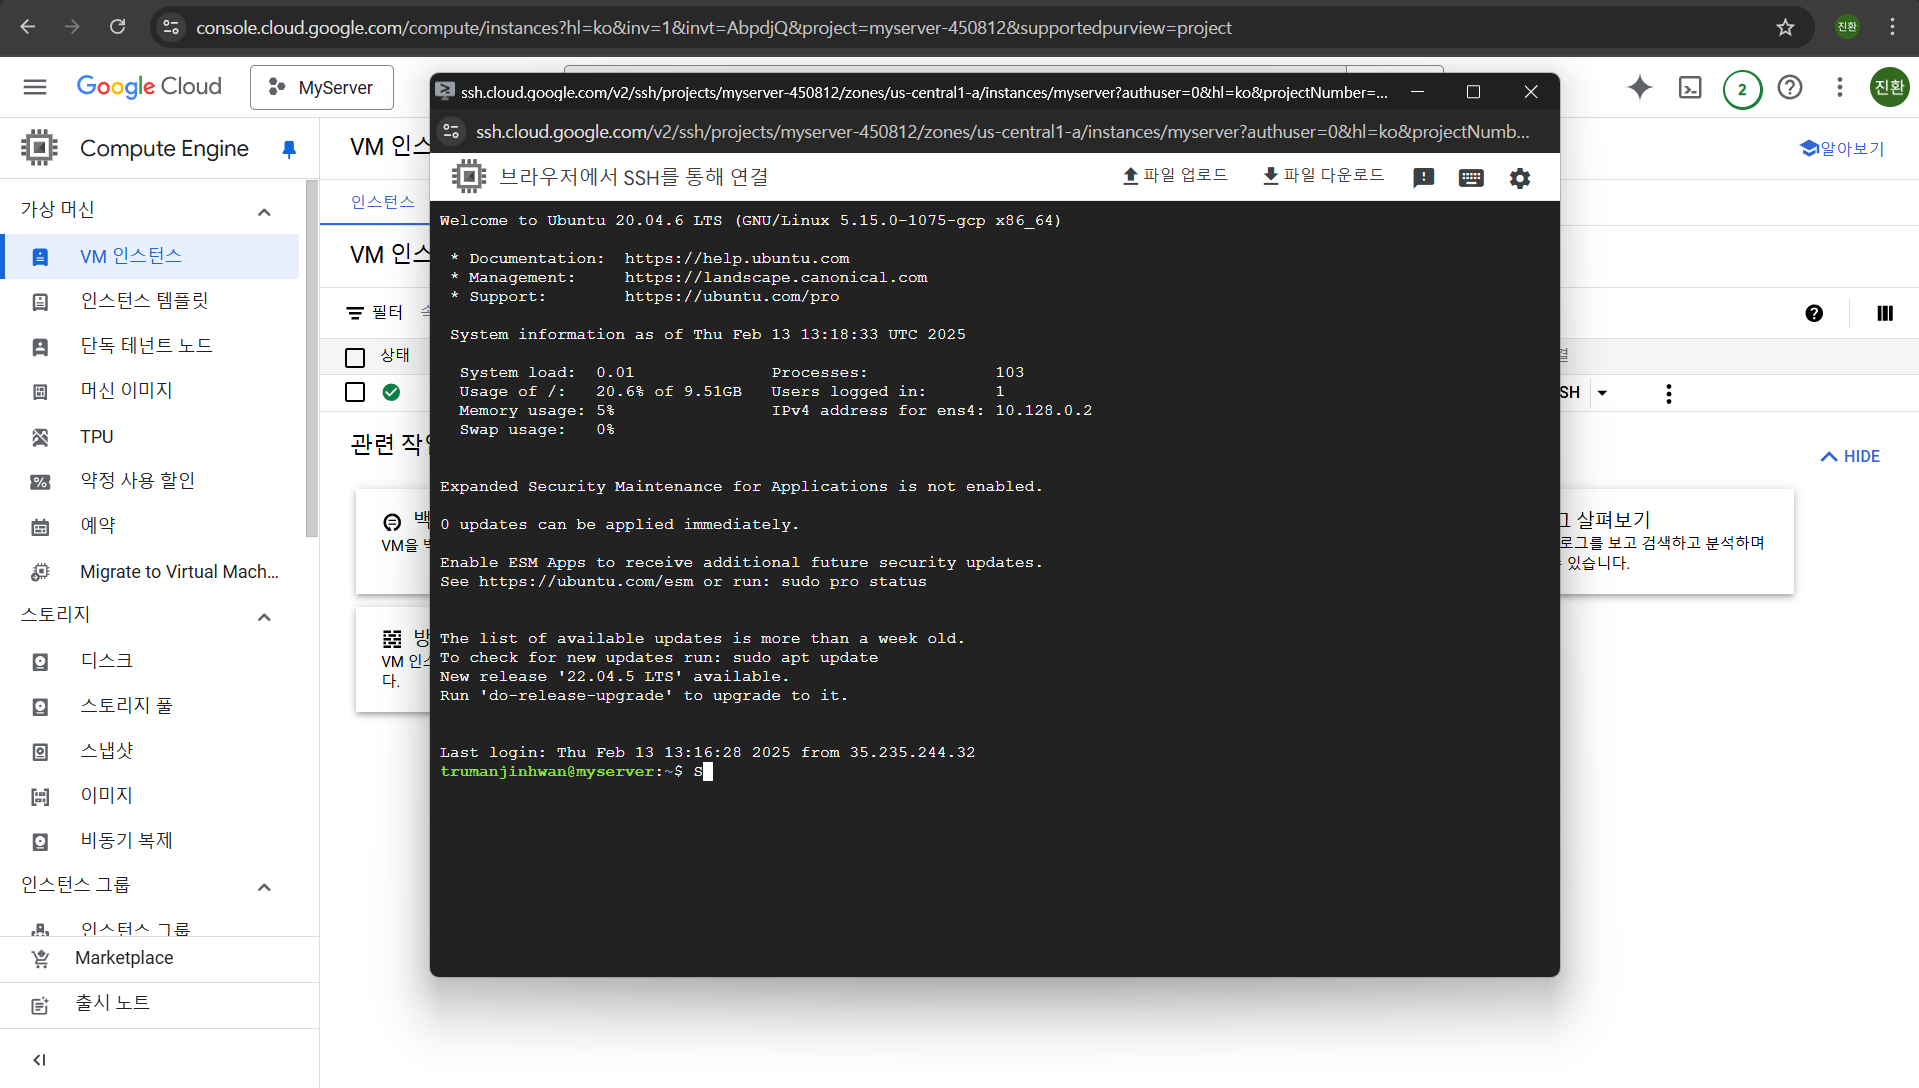 console.cloud.google.com/compute/instances?hl=ko&inv=1&invt=AbpdjQ&project=myserver-450812&supportedpurview=project
진환
Google Cloud
MyServer
2
진환
Compute Engine
알아보기
가상 머신
VM 인스턴스
인스턴스 템플릿
단독 테넌트 노드
머신 이미지
TPU
약정 사용 할인
예약
Migrate to Virtual Mach...
스토리지
디스크
스토리지 풀
스냅샷
이미지
비동기 복제
인스턴스 그룹
인스턴스 그룹
Marketplace
출시 노트
VM 인스
인스턴스
VM 인스
필터
상태
SH
관련 작
HIDE
VM을
살펴보기
로그를 보고 검색하고 분석하며
있습니다.
방
VM 인스
다.
ssh.cloud.google.com/v2/ssh/projects/myserver-450812/zones/us-central1-a/instances/myserver?authuser=0&hl=ko&projectNumber=...
ssh.cloud.google.com/v2/ssh/projects/myserver-450812/zones/us-central1-a/instances/myserver?authuser=0&hl=ko&projectNumb...
브라우저에서 SSH를 통해 연결
파일 업로드
파일 다운로드
Welcome to Ubuntu 20.04.6 LTS (GNU/Linux 5.15.0-1075-gcp x86_64)
* Documentation: https://help.ubuntu.com
* Management: https://landscape.canonical.com
* Support: https://ubuntu.com/pro
System information as of Thu Feb 13 13:18:33 UTC 2025
System load: 0.01 Processes: 103
Usage of /: 20.6% of 9.51GB Users logged in: 1
Memory usage: 5% IPv4 address for ens4: 10.128.0.2
Swap usage: 0%
Expanded Security Maintenance for Applications is not enabled.
0 updates can be applied immediately.
Enable ESM Apps to receive additional future security updates.
See https://ubuntu.com/esm or run: sudo pro status
The list of available updates is more than a week old.
To check for new updates run: sudo apt update
New release '22.04.5 LTS' available.
Run 'do-release-upgrade' to upgrade to it.
Last login: Thu Feb 13 13:16:28 2025 from 35.235.244.32
trumanjinhwan@myserver:~$ s